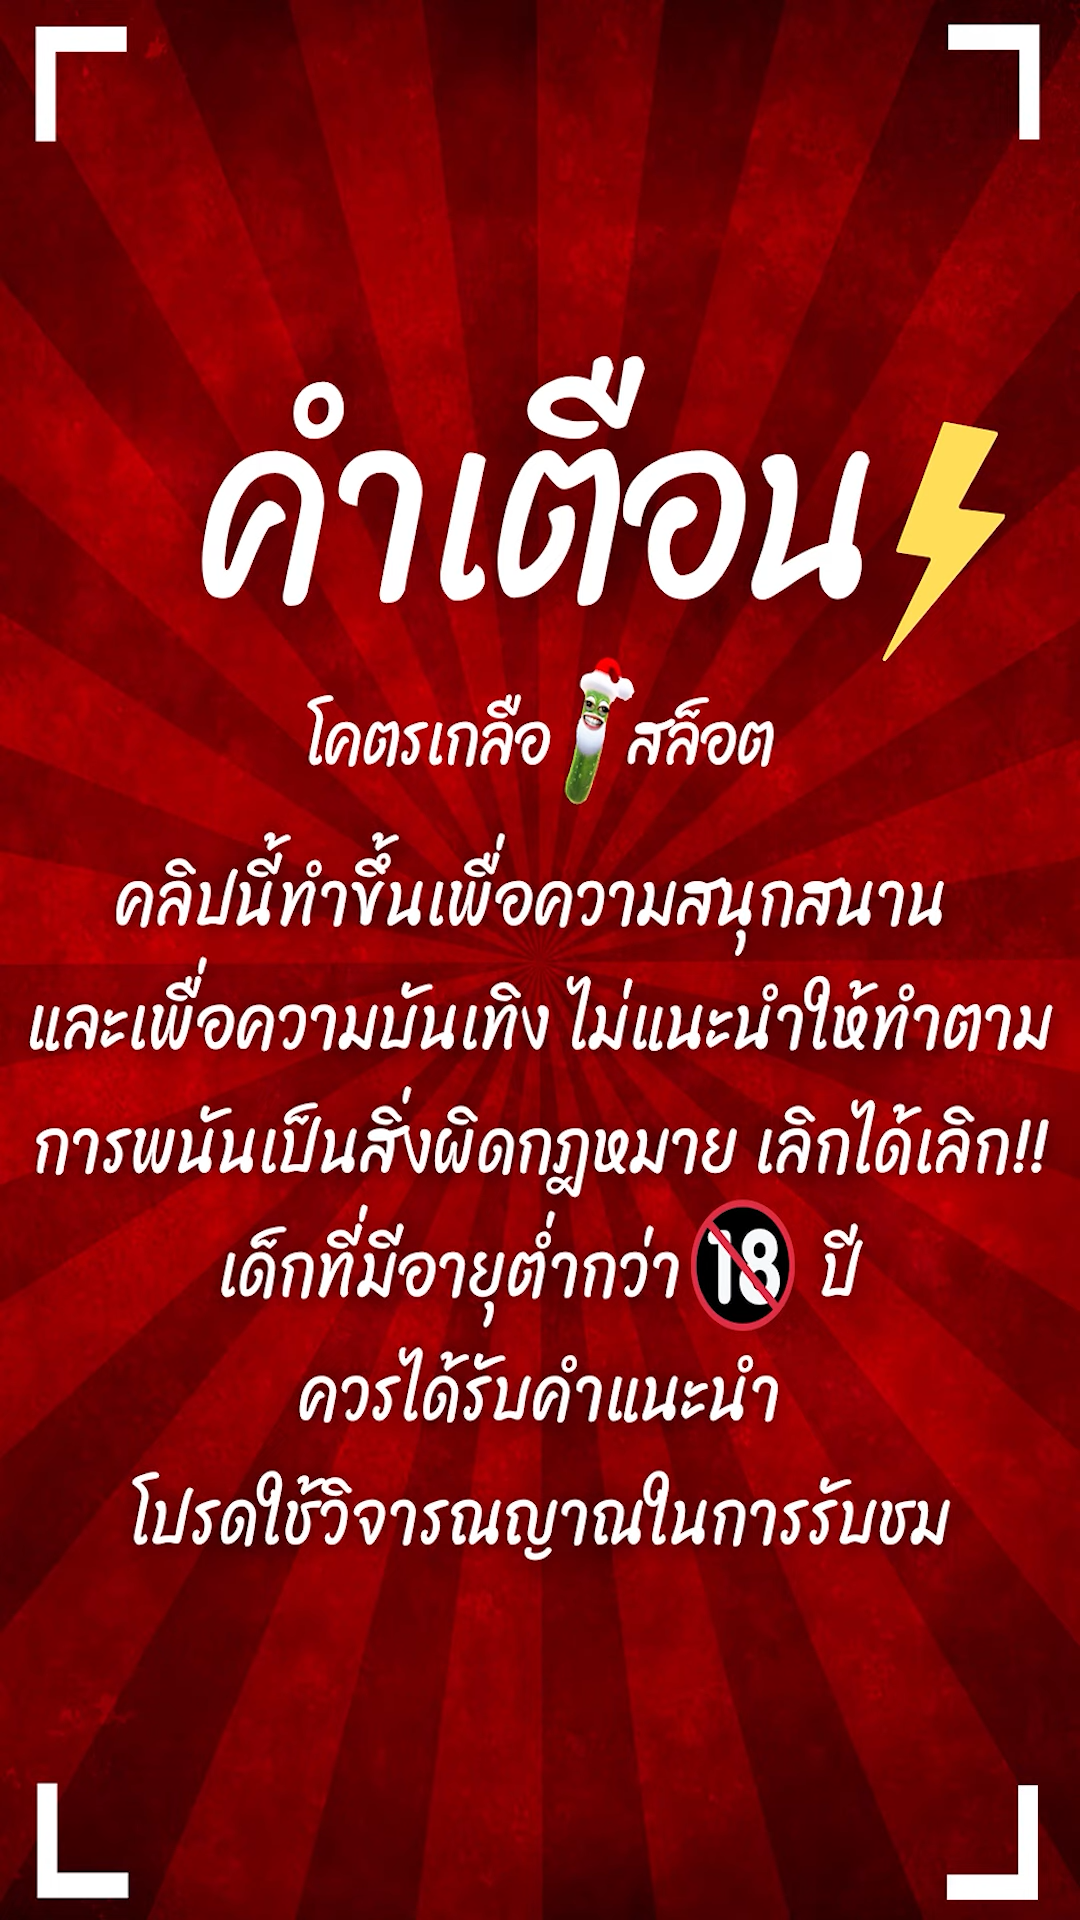 คำเตือน
โคตรเกลือ สล็อต
คลิปนี้ทำขึ้นเพื่อความสนุกสนาน
และเพื่อความบันเทิง ไม่แนะนำให้ทำตาม
การพนันเป็นสิ่งผิดกฎหมาย เลิกได้เลิก!!
เด็กที่มีอายุต่ำกว่า 18 ปี
ควรได้รับคำแนะนำ
โปรดใช้วิจารณญาณในการรับชม